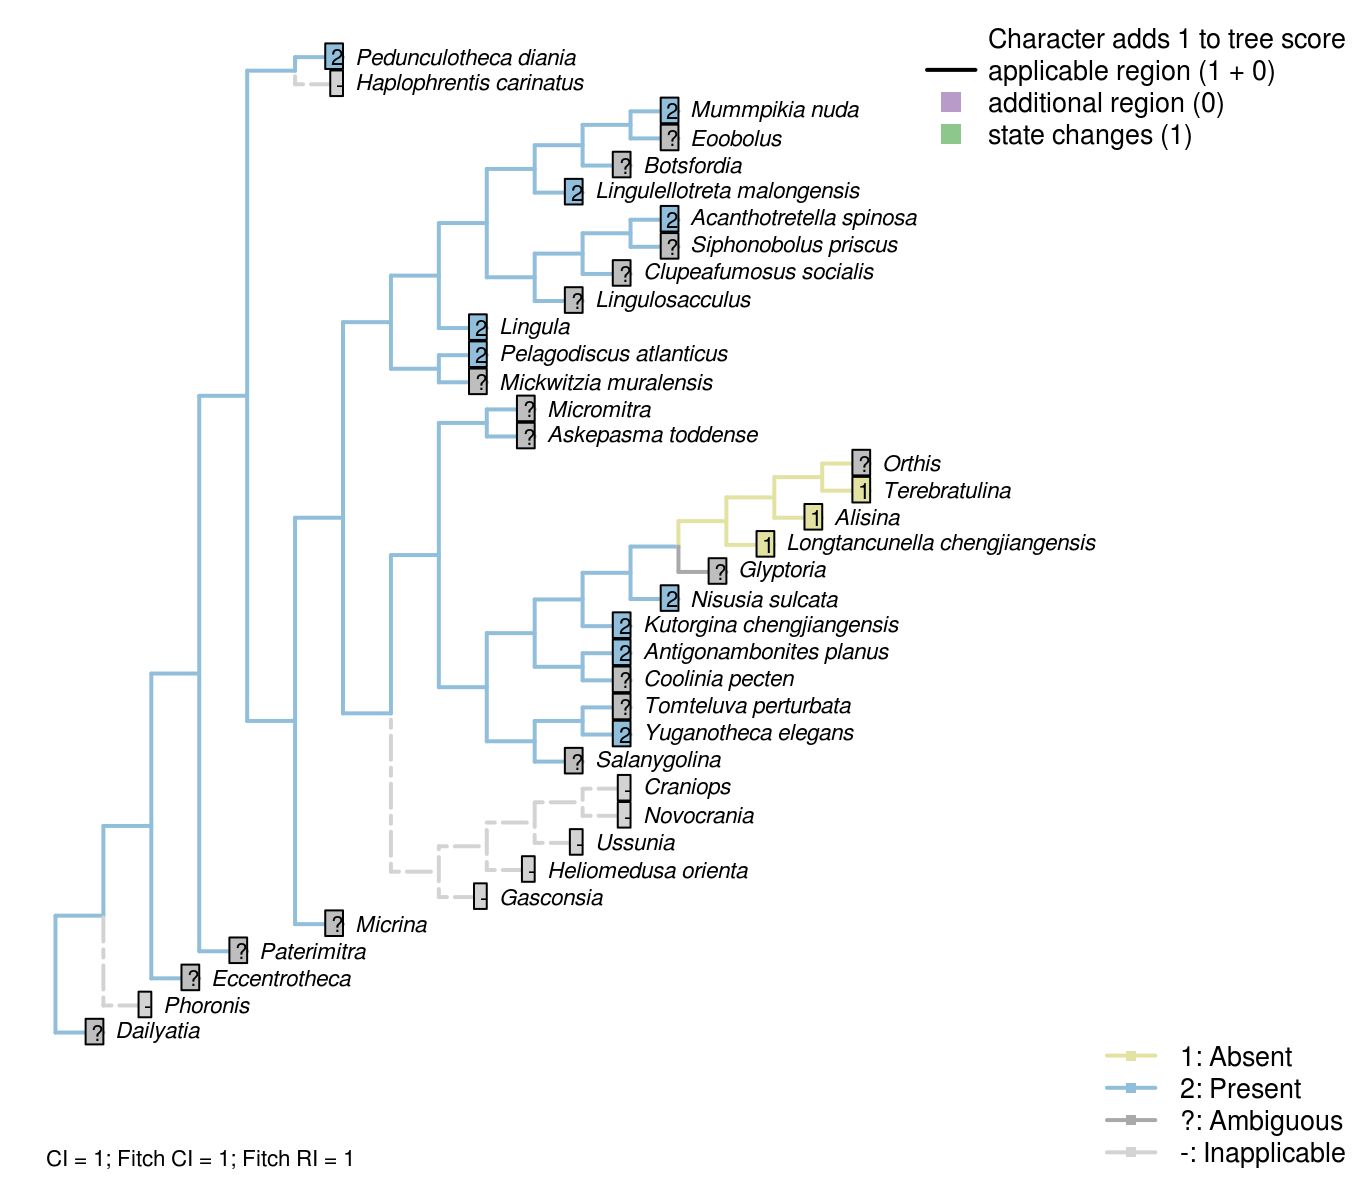 Character adds 1 to tree score
applicable region (1 + 0)
additional region (0)
state changes (1)
2 Pedunculotheca diania
- Haplophrentis carinatus
2 Mummpikia nuda
? Eoobolus
? Botsfordia
2 Lingulellotreta malongensis
2 Acanthotretella spinosa
? Siphonobolus priscus
? Clupeafumosus socialis
? Lingulosacculus
2 Lingula
2 Pelagodiscus atlanticus
? Mickwitzia muralensis
? Micromitra
? Askepasma toddense
? Orthis
1 Terebratulina
1 Alisina
1 Longtancunella chengjiangensis
? Glyptoria
2 Nisusia sulcata
2 Kutorgina chengjiangensis
2 Antigonambonites planus
? Coolinia pecten
? Tomteluva perturbata
2 Yuganotheca elegans
? Salanygolina
- Craniops
- Novocrania
- Ussunia
- Heliomedusa orienta
- Gasconsia
? Micrina
? Paterimitra
? Eccentrotheca
- Phoronis
? Dailyatia
1: Absent
2: Present
?: Ambiguous
-: Inapplicable
CI = 1; Fitch CI = 1; Fitch RI = 1